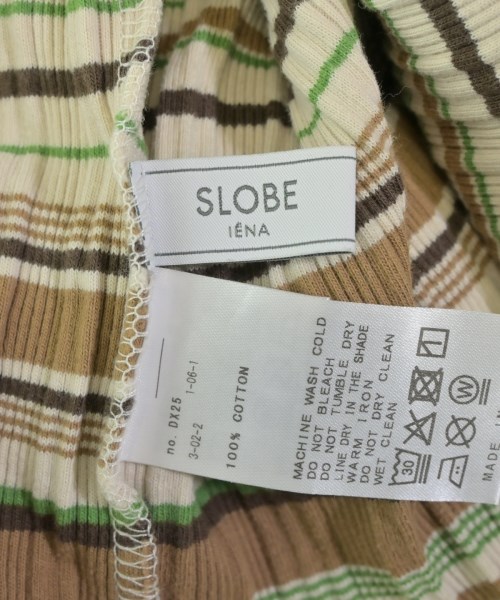 SLOBE
IÉNA
no. DX25 1-06-1
3-02-2
100% COTTON
MACHINE WASH COLD
DO NOT BLEACH
DO NOT TUMBLE DRY
LINE DRY IN THE SHADE
WARM IRON
DO NOT DRY CLEAN
WET CLEAN
30
W
MADE